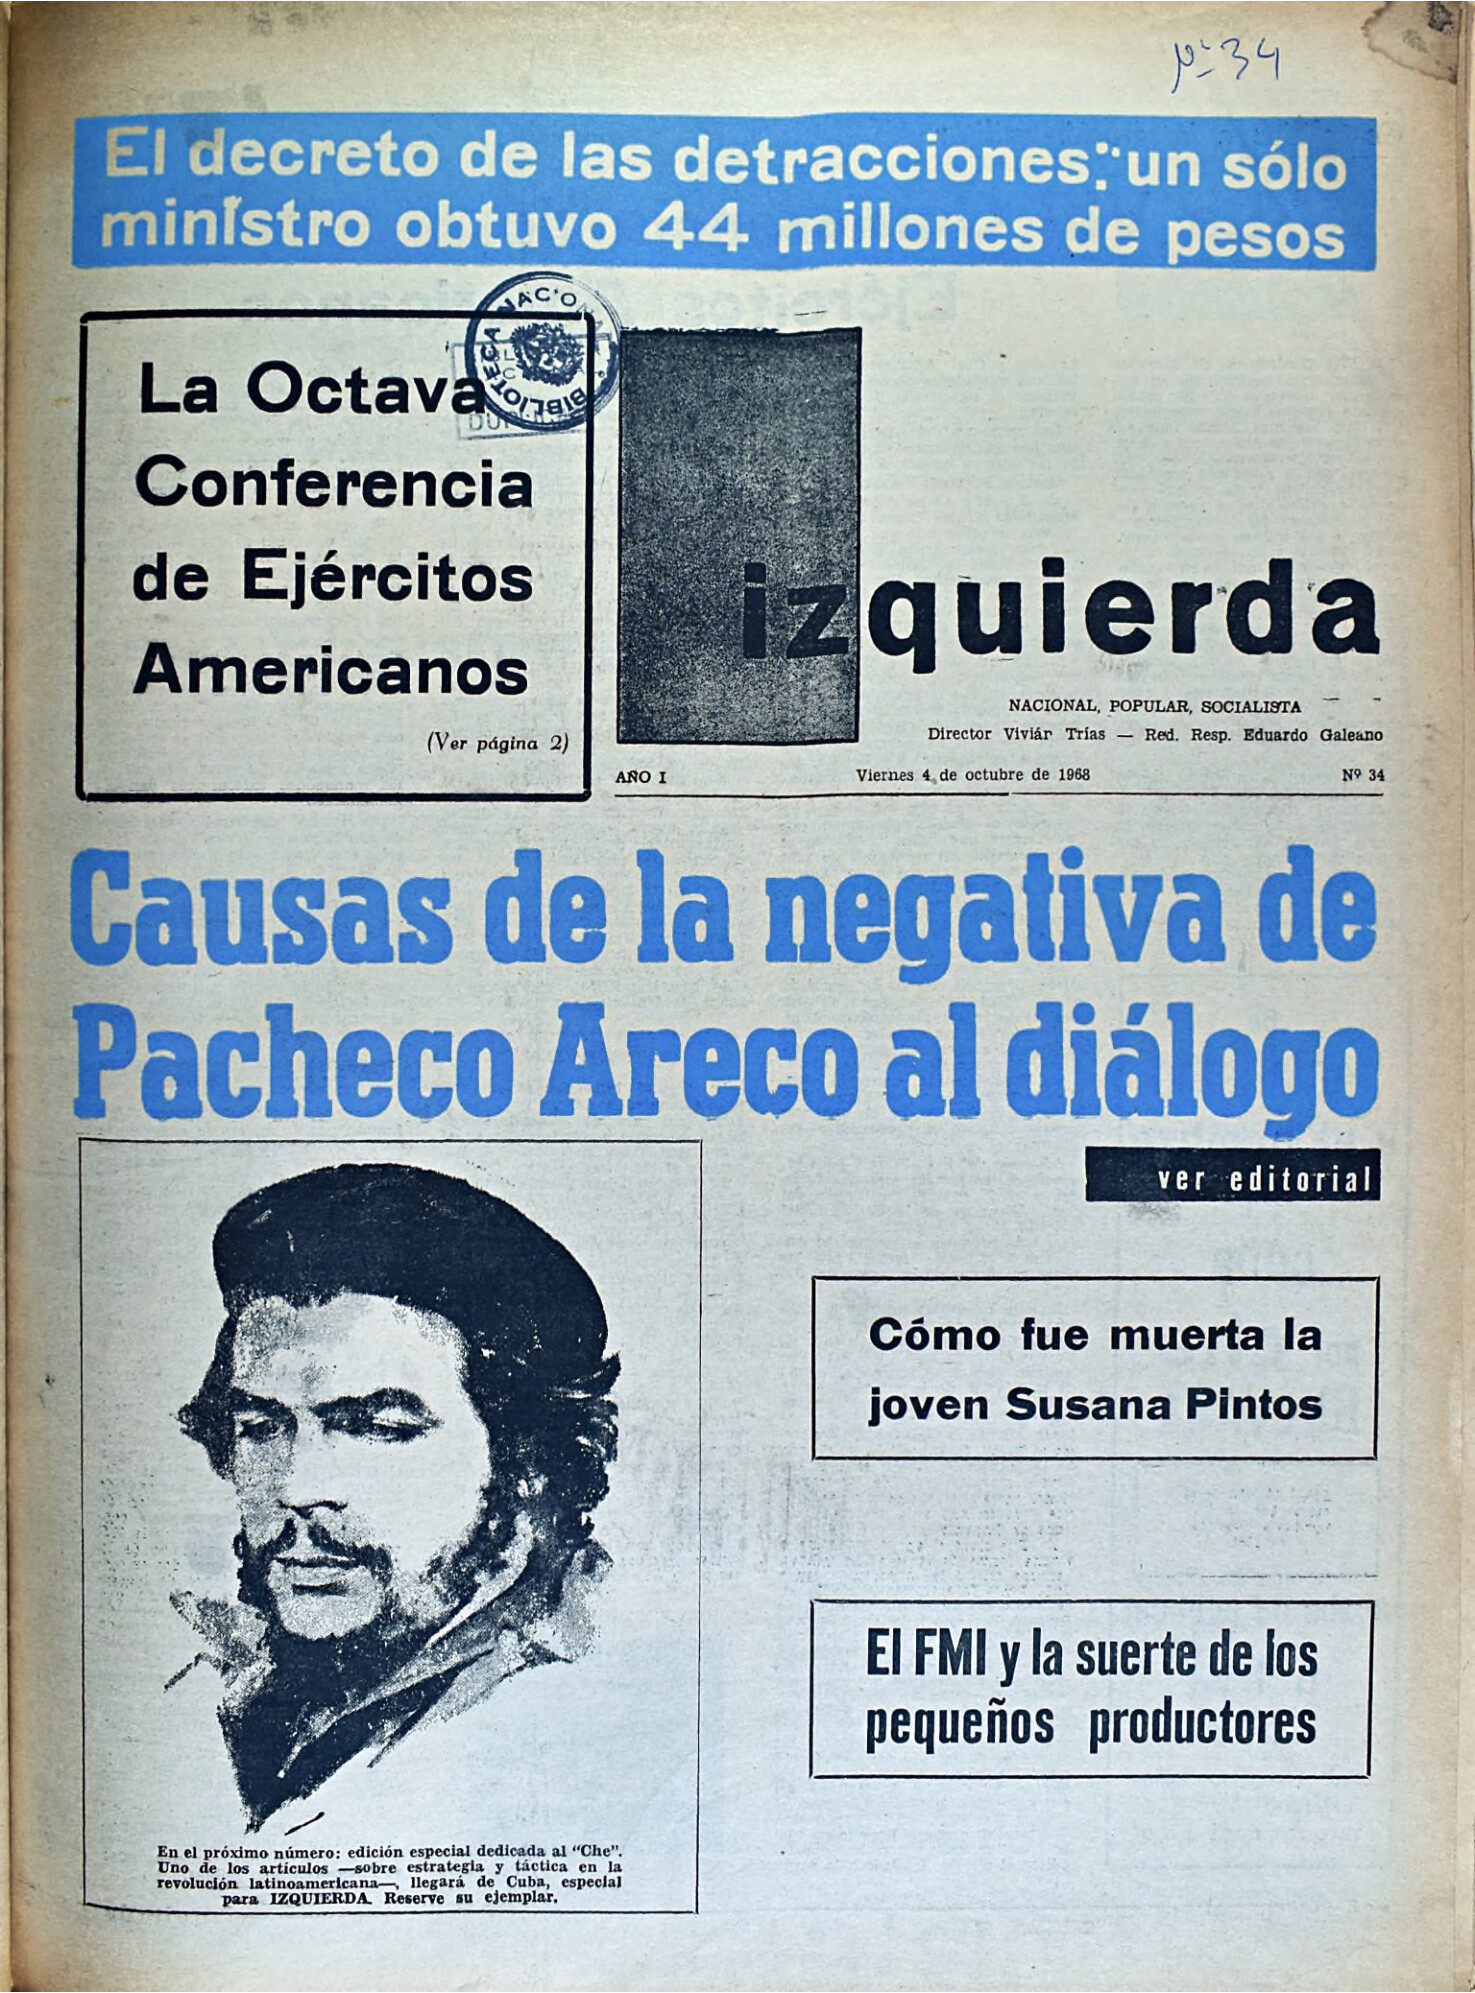 Nº 34
El decreto de las detracciones: un sólo
ministro obtuvo 44 millones de pesos
BIBLIOTECA NACIONAL
La Octava
Conferencia
de Ejércitos
Americanos
(Ver página 2)
izquierda
NACIONAL, POPULAR, SOCIALISTA
Director Viviár Trías — Red. Resp. Eduardo Galeano
AÑO I Viernes 4 de octubre de 1968 Nº 34
Causas de la negativa de
Pacheco Areco al diálogo
ver editorial
Cómo fue muerta la
joven Susana Pintos
El FMI y la suerte de los
pequeños productores
En el próximo número: edición especial dedicada al "Che".
Uno de los artículos —sobre estrategia y táctica en la
revolución latinoamericana—, llegará de Cuba, especial
para IZQUIERDA. Reserve su ejemplar.